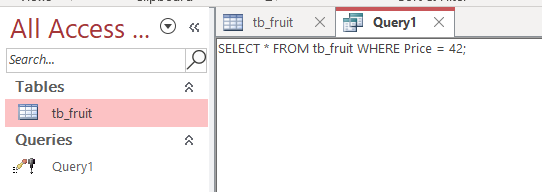 All Access ...
Search...
Tables
tb_fruit
Queries
Query1
tb_fruit
Query1
SELECT * FROM tb_fruit WHERE Price = 42;